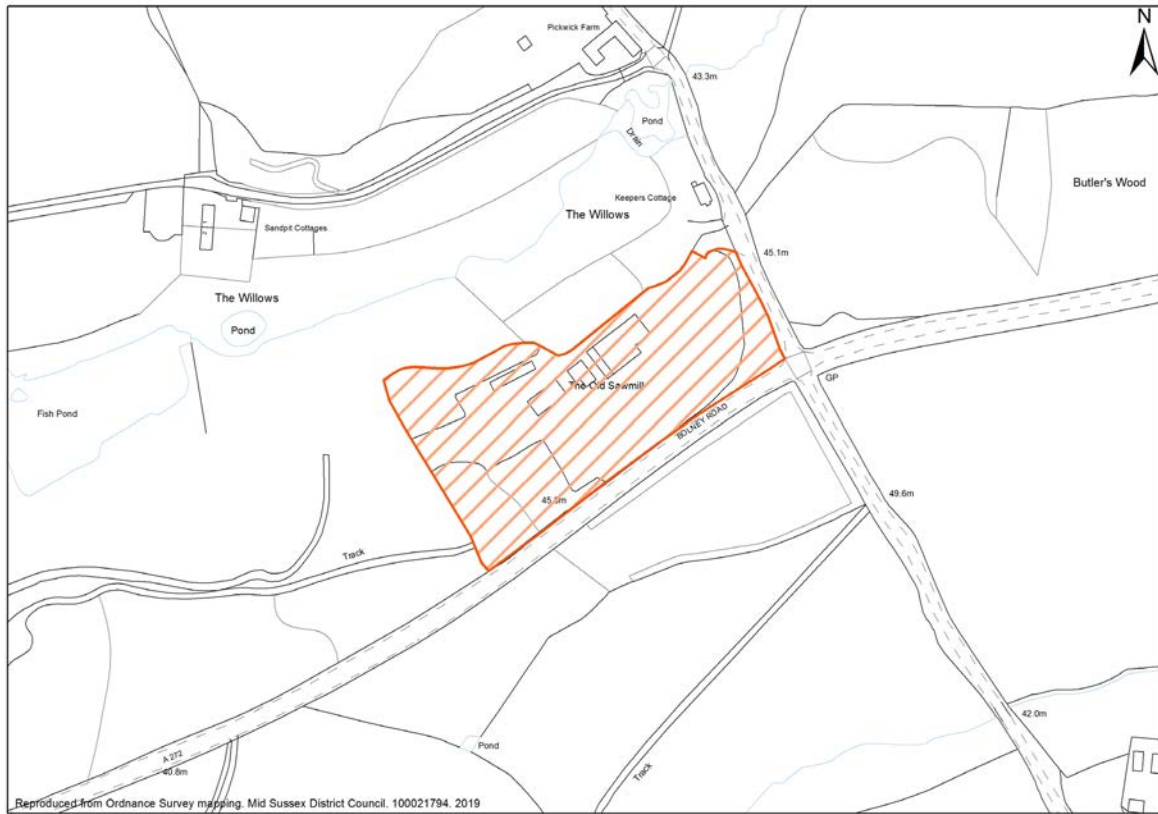 N
Pickwick Farm
43.3m
Pond
Drain
Butler's Wood
Keepers Cottage
The Willows
Sandpit Cottages
45.1m
The Willows
Pond
The Old Sawmill
GP
Fish Pond
BOLNEY ROAD
49.6m
Track
42.0m
Pond
A 272
40.8m
Track
Reproduced from Ordnance Survey mapping. Mid Sussex District Council. 100021794. 2019